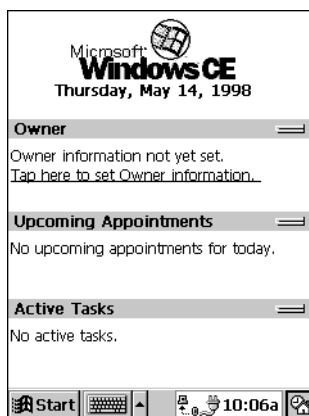 Microsoft
Windows CE
Thursday, May 14, 1998
Owner
Owner information not yet set.
Tap here to set Owner information.
Upcoming Appointments
No upcoming appointments for today.
Active Tasks
No active tasks.
Start 10:06a